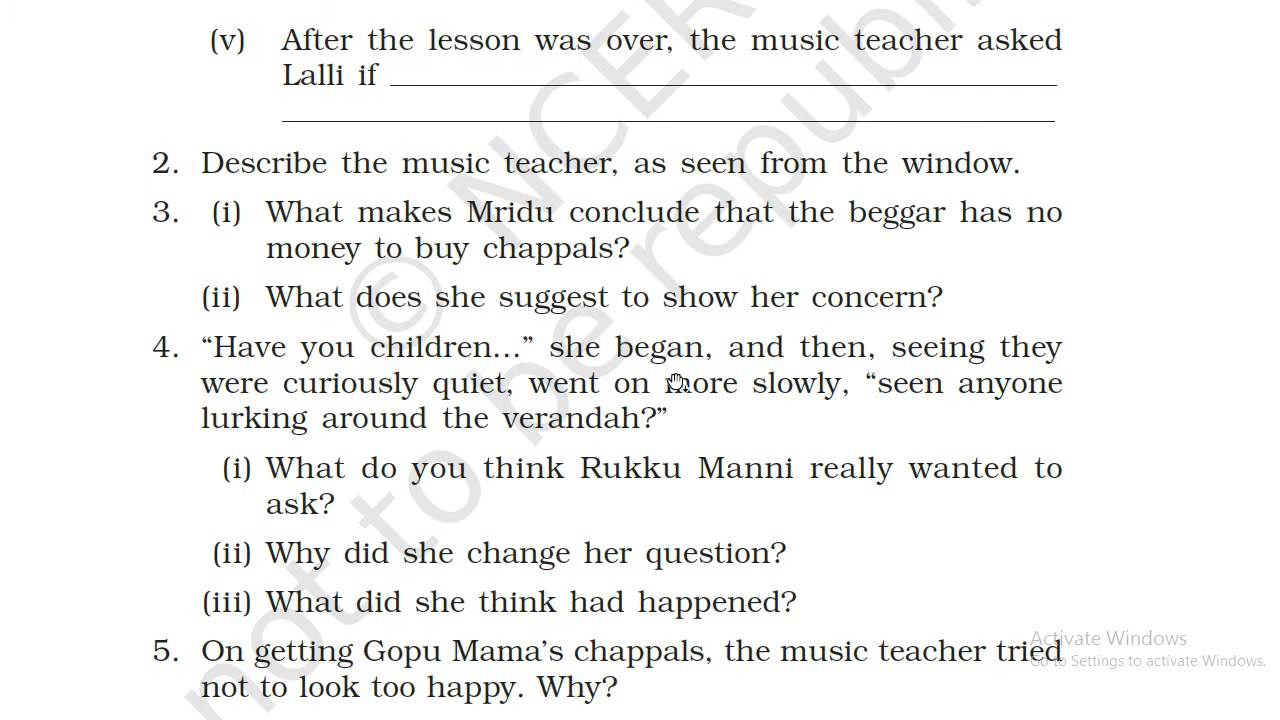 (v) After the lesson was over, the music teacher asked
Lalli if
2. Describe the music teacher, as seen from the window.
3. (i) What makes Mridu conclude that the beggar has no
money to buy chappals?
(ii) What does she suggest to show her concern?
4. “Have you children...” she began, and then, seeing they
were curiously quiet, went on more slowly, “seen anyone
lurking around the verandah?”
(i) What do you think Rukku Manni really wanted to
ask?
(ii) Why did she change her question?
(iii) What did she think had happened?
5. On getting Gopu Mama’s chappals, the music teacher tried
not to look too happy. Why?
© NCER
not to be republi
Activate Windows
Go to Settings to activate Windows.